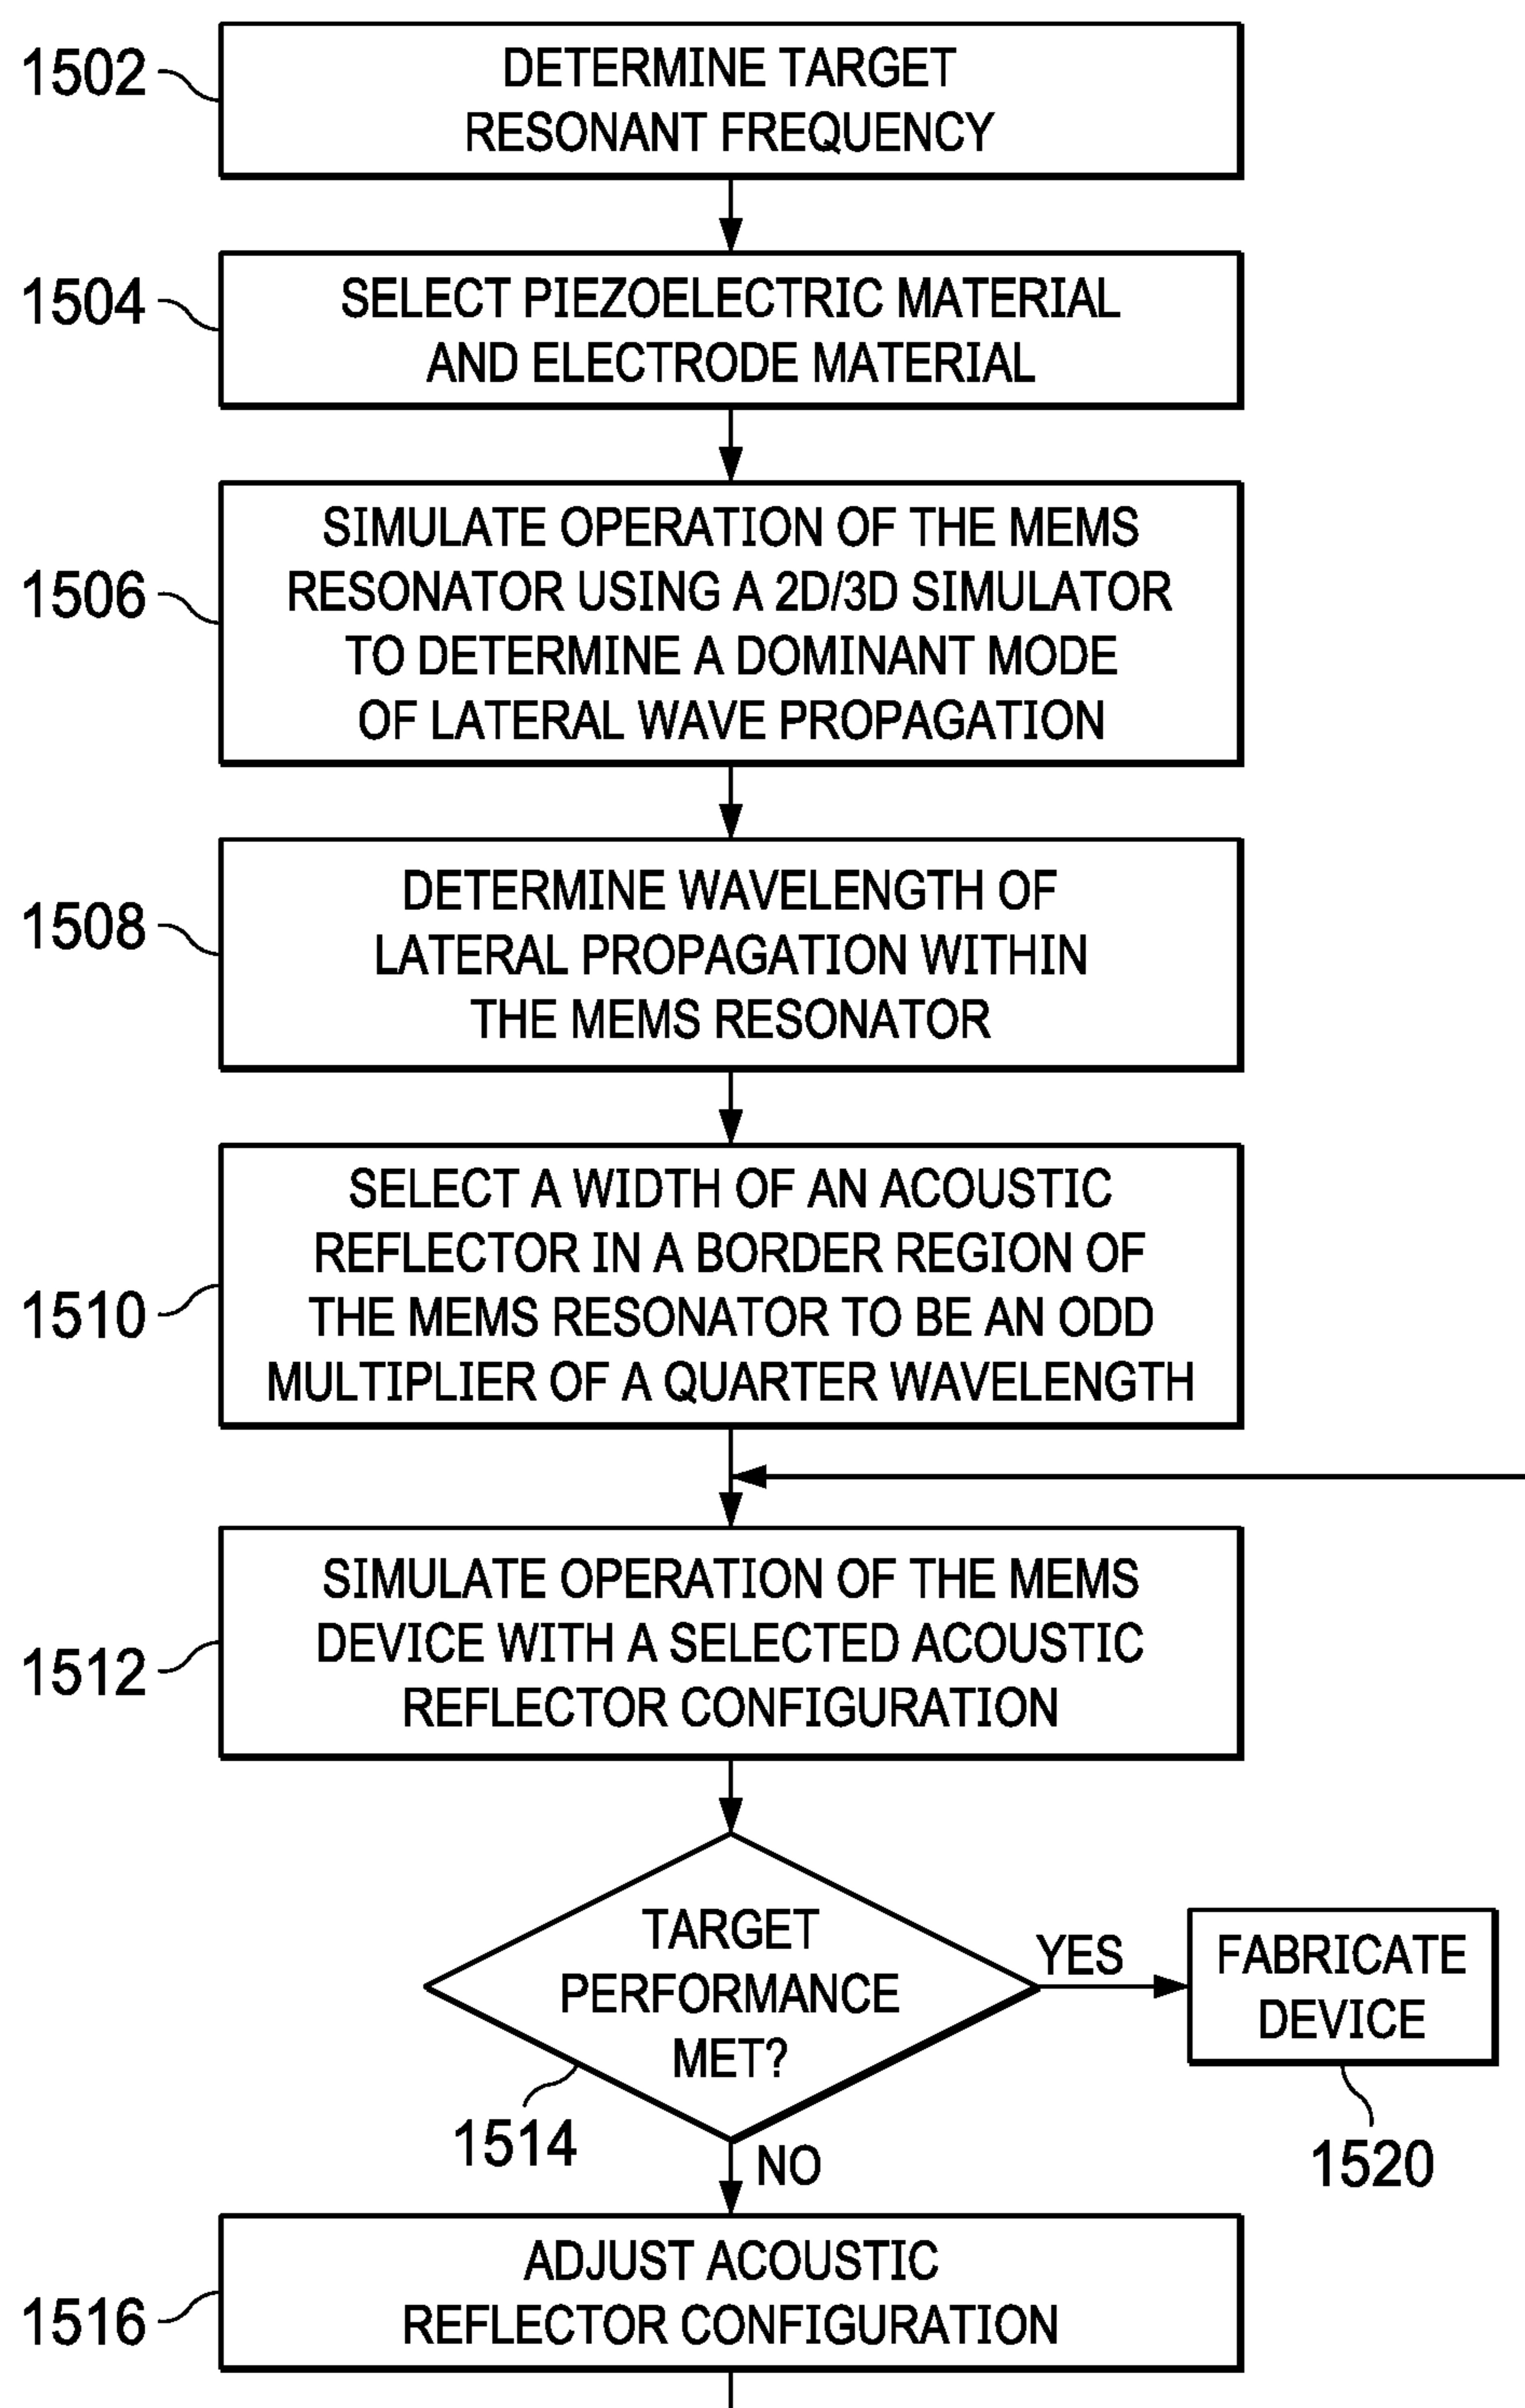 1502
DETERMINE TARGET
RESONANT FREQUENCY
1504
SELECT PIEZOELECTRIC MATERIAL
AND ELECTRODE MATERIAL
1506
SIMULATE OPERATION OF THE MEMS
RESONATOR USING A 2D/3D SIMULATOR
TO DETERMINE A DOMINANT MODE
OF LATERAL WAVE PROPAGATION
1508
DETERMINE WAVELENGTH OF
LATERAL PROPAGATION WITHIN
THE MEMS RESONATOR
1510
SELECT A WIDTH OF AN ACOUSTIC
REFLECTOR IN A BORDER REGION OF
THE MEMS RESONATOR TO BE AN ODD
MULTIPLIER OF A QUARTER WAVELENGTH
1512
SIMULATE OPERATION OF THE MEMS
DEVICE WITH A SELECTED ACOUSTIC
REFLECTOR CONFIGURATION
TARGET
PERFORMANCE
MET?
1514
YES
FABRICATE
DEVICE
1520
NO
1516
ADJUST ACOUSTIC
REFLECTOR CONFIGURATION